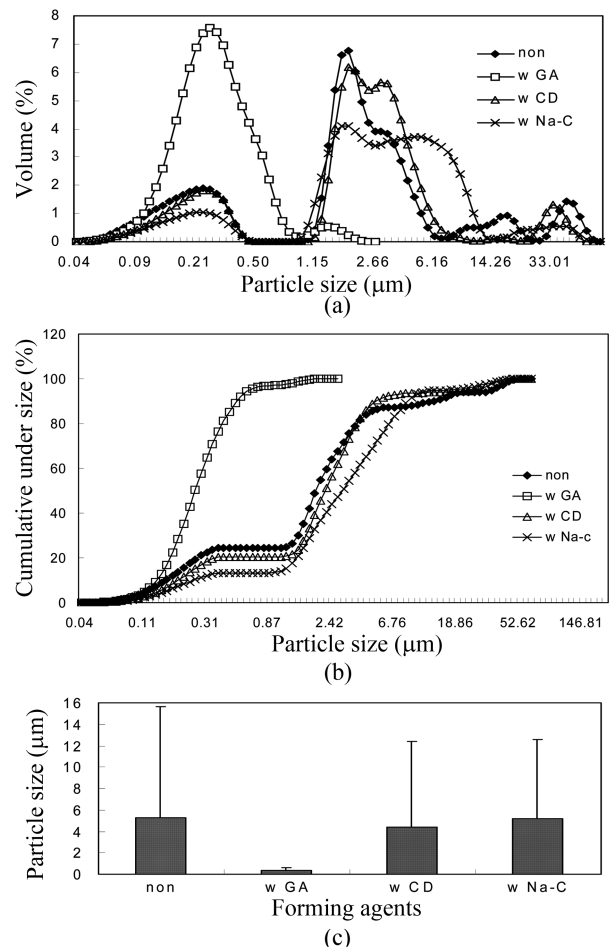 8
7
6
5
4
3
2
1
0
Volume (%)
non
w GA
w CD
w Na-C
0.04 0.09 0.21 0.50 1.15 2.66 6.16 14.26 33.01
Particle size (μm)
(a)
120
100
80
60
40
20
0
Cumulative under size (%)
non
w GA
w CD
w Na-c
0.04 0.11 0.31 0.87 2.42 6.76 18.86 52.62 146.81
Particle size (μm)
(b)
16
14
12
10
8
6
4
2
0
Particle size (μm)
non w GA w CD w Na-C
Forming agents
(c)